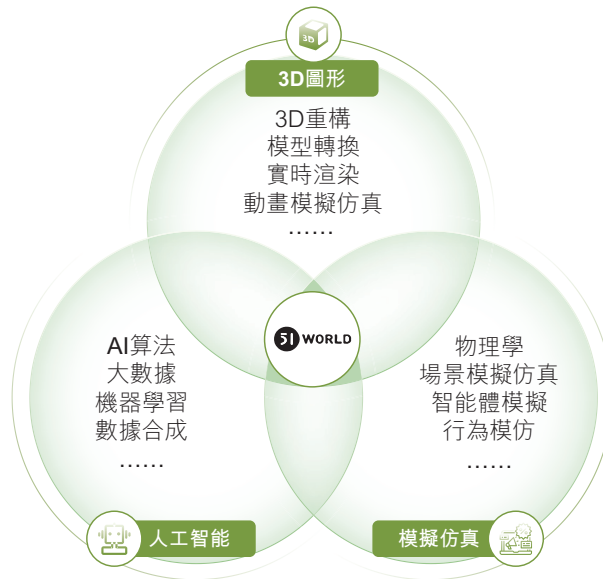 3D
3D圖形
3D重構
模型轉換
實時渲染
動畫模擬仿真
......
51 WORLD
AI算法
大數據
機器學習
數據合成
......
物理學
場景模擬仿真
智能體模擬
行為模仿
......
人工智能
模擬仿真